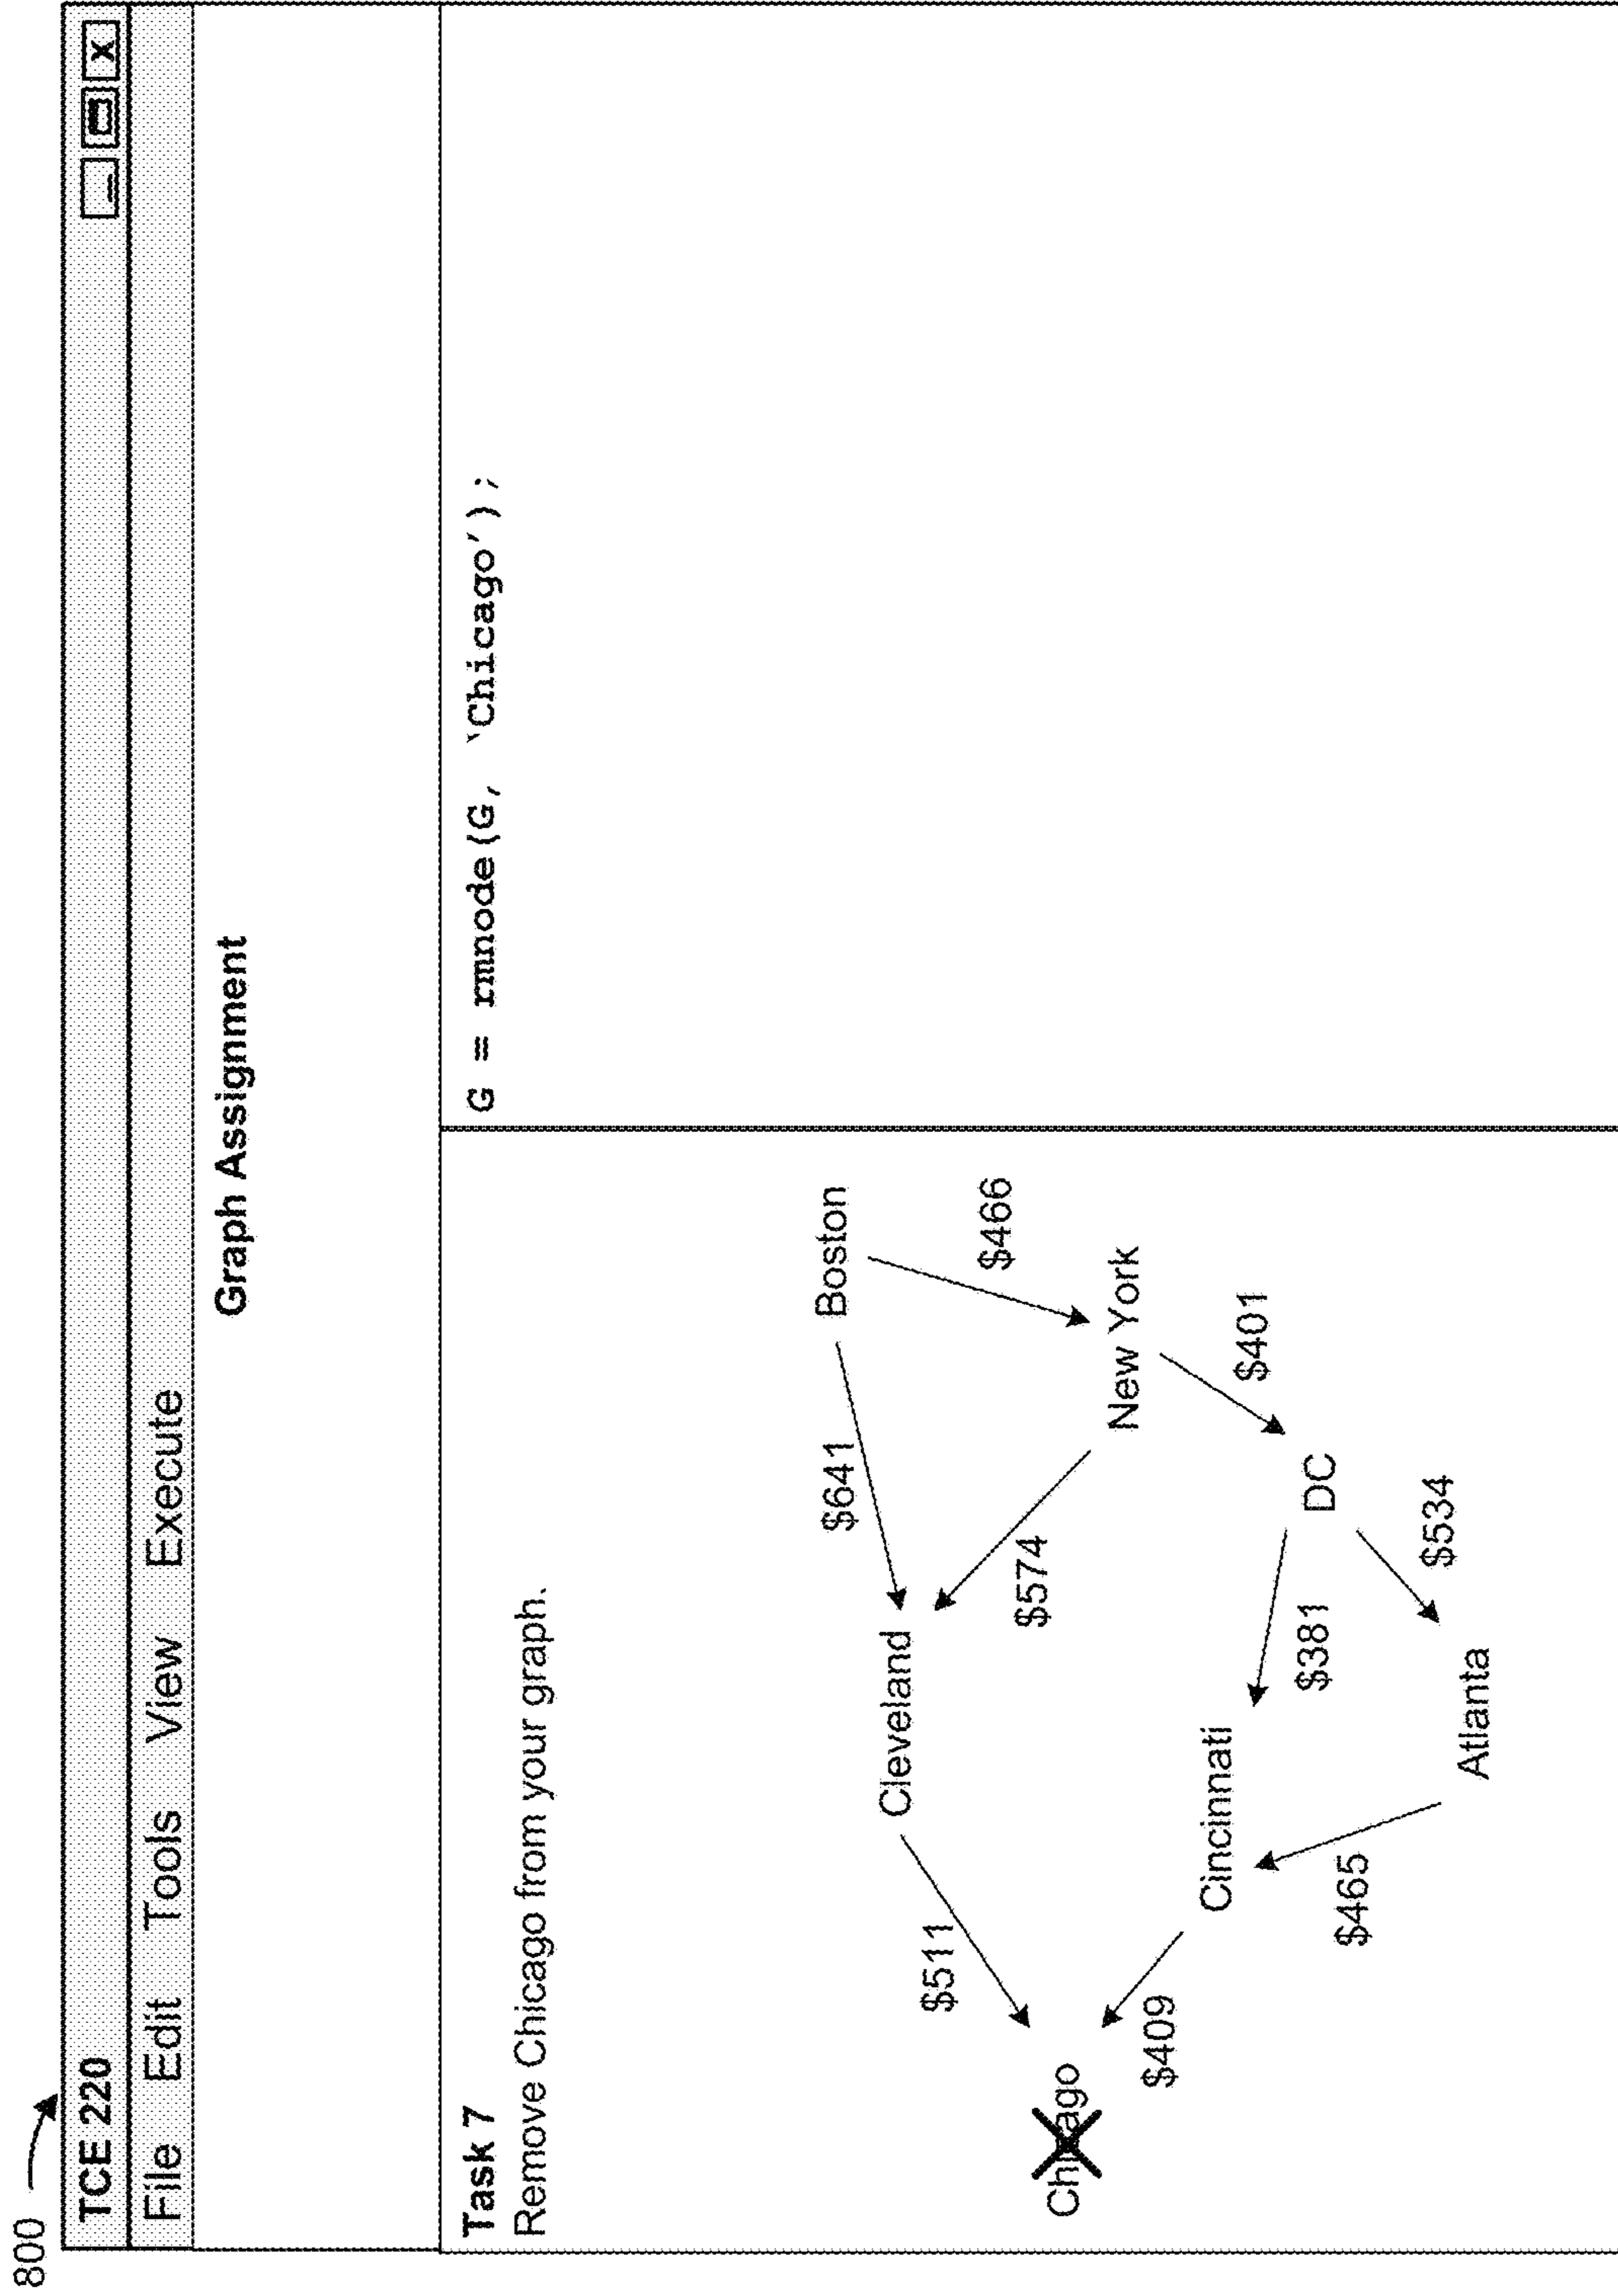 800
TCE 220
_ x
File Edit Tools View Execute
Graph Assignment
Task 7
Remove Chicago from your graph.
G = rmnode(G, ‵Chicago′);
Boston
$641
$466
Cleveland
$511
$574
New York
Chicago
$401
$409
Cincinnati
$381
DC
$465
$534
Atlanta